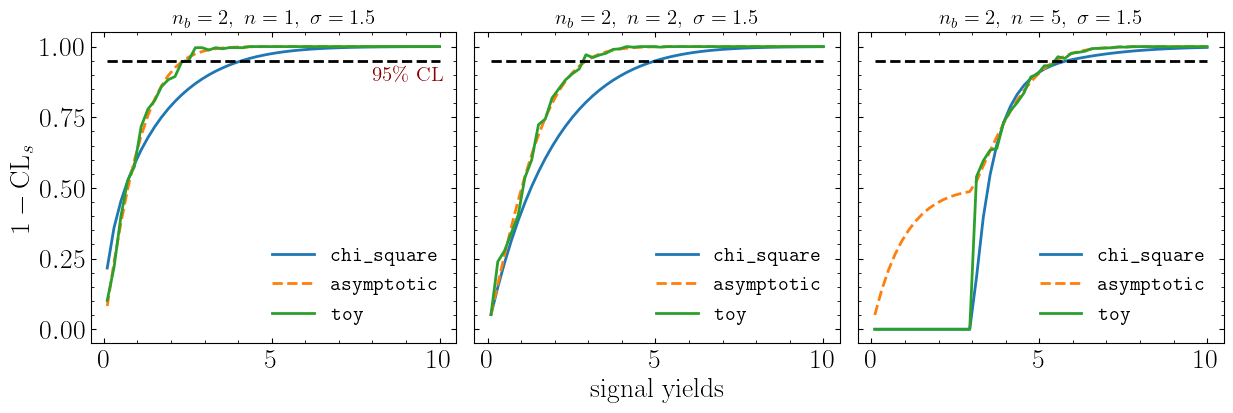 n_b = 2, n = 1, σ = 1.5
n_b = 2, n = 2, σ = 1.5
n_b = 2, n = 5, σ = 1.5
1.00
0.75
0.50
0.25
0.00
1 − CL_s
95% CL
chi_square
asymptotic
toy
chi_square
asymptotic
toy
chi_square
asymptotic
toy
0 5 10
0 5 10
0 5 10
signal yields